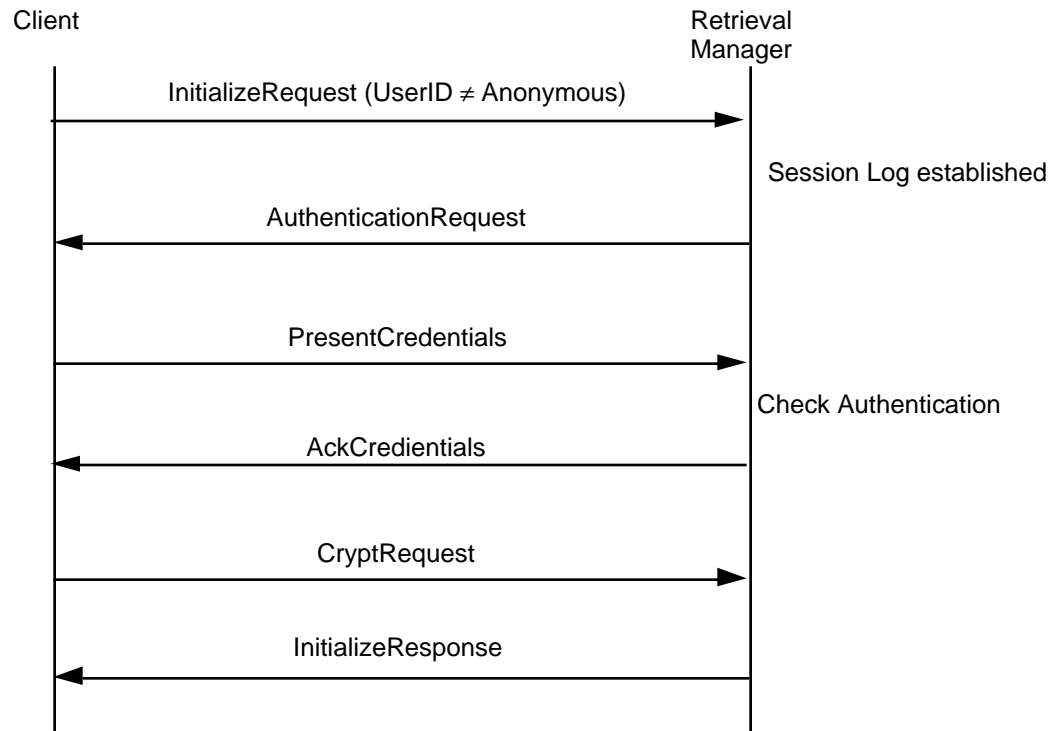 Client
Retrieval
Manager
InitializeRequest (UserID ≠ Anonymous)
Session Log established
AuthenticationRequest
PresentCredentials
Check Authentication
AckCredientials
CryptRequest
InitializeResponse